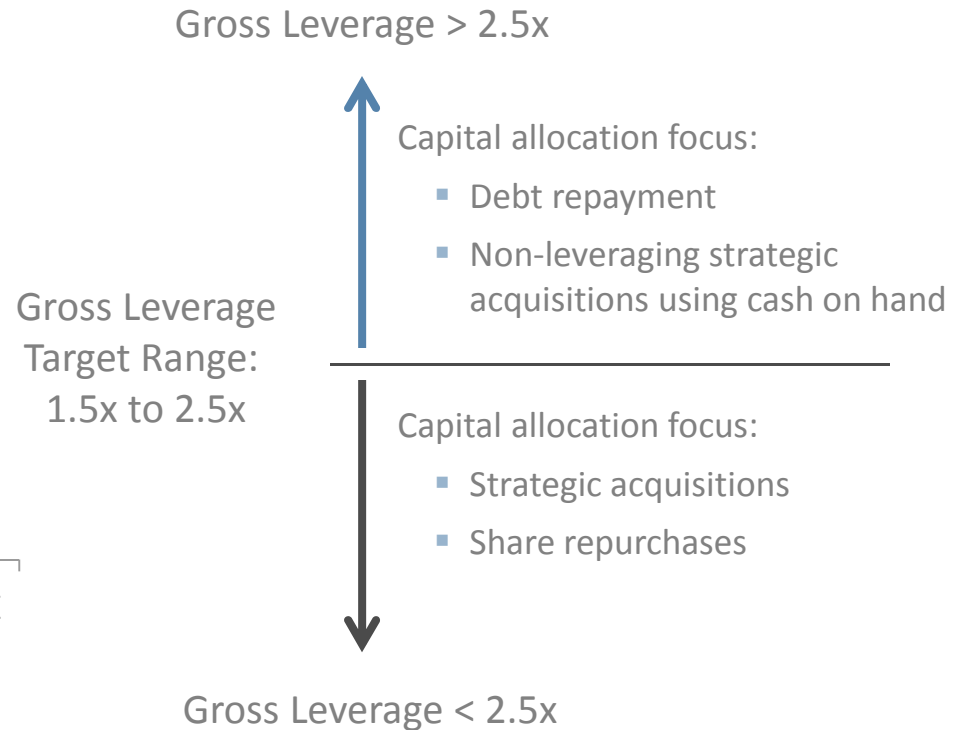 Gross Leverage > 2.5x
Capital allocation focus:
▪ Debt repayment
▪ Non-leveraging strategic
acquisitions using cash on hand
Gross Leverage
Target Range:
1.5x to 2.5x
Capital allocation focus:
▪ Strategic acquisitions
▪ Share repurchases
Gross Leverage < 2.5x